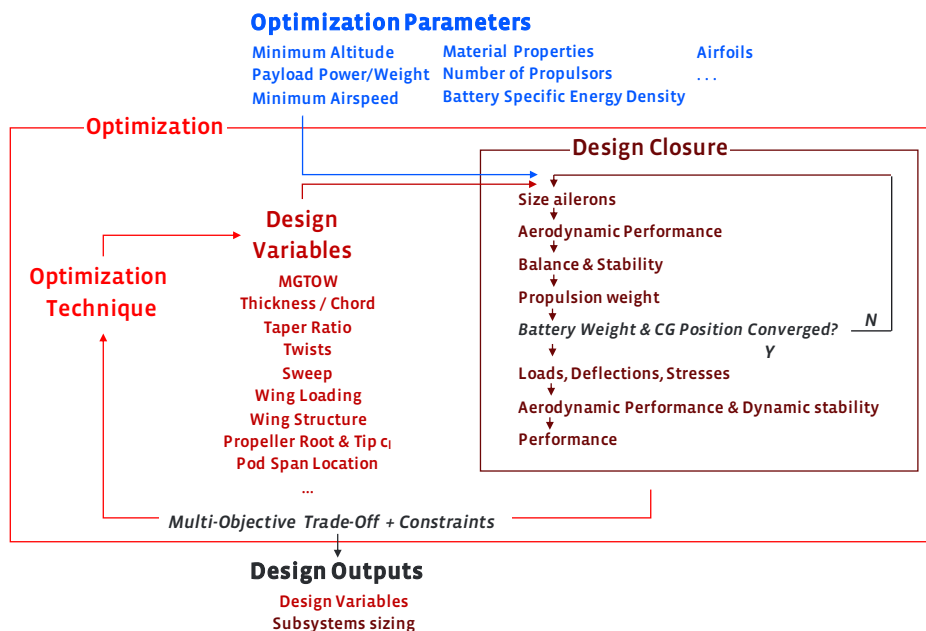 Optimization Parameters
Minimum Altitude
Payload Power/Weight
Minimum Airspeed
Material Properties
Number of Propulsors
Battery Specific Energy Density
Airfoils
...
Optimization
Optimization
Technique
Design
Variables
MGTOW
Thickness / Chord
Taper Ratio
Twists
Sweep
Wing Loading
Wing Structure
Propeller Root & Tip cl
Pod Span Location
...
Design Closure
Size ailerons
Aerodynamic Performance
Balance & Stability
Propulsion weight
Battery Weight & CG Position Converged?
N
Y
Loads, Deflections, Stresses
Aerodynamic Performance & Dynamic stability
Performance
Multi-Objective Trade-Off + Constraints
Design Outputs
Design Variables
Subsystems sizing